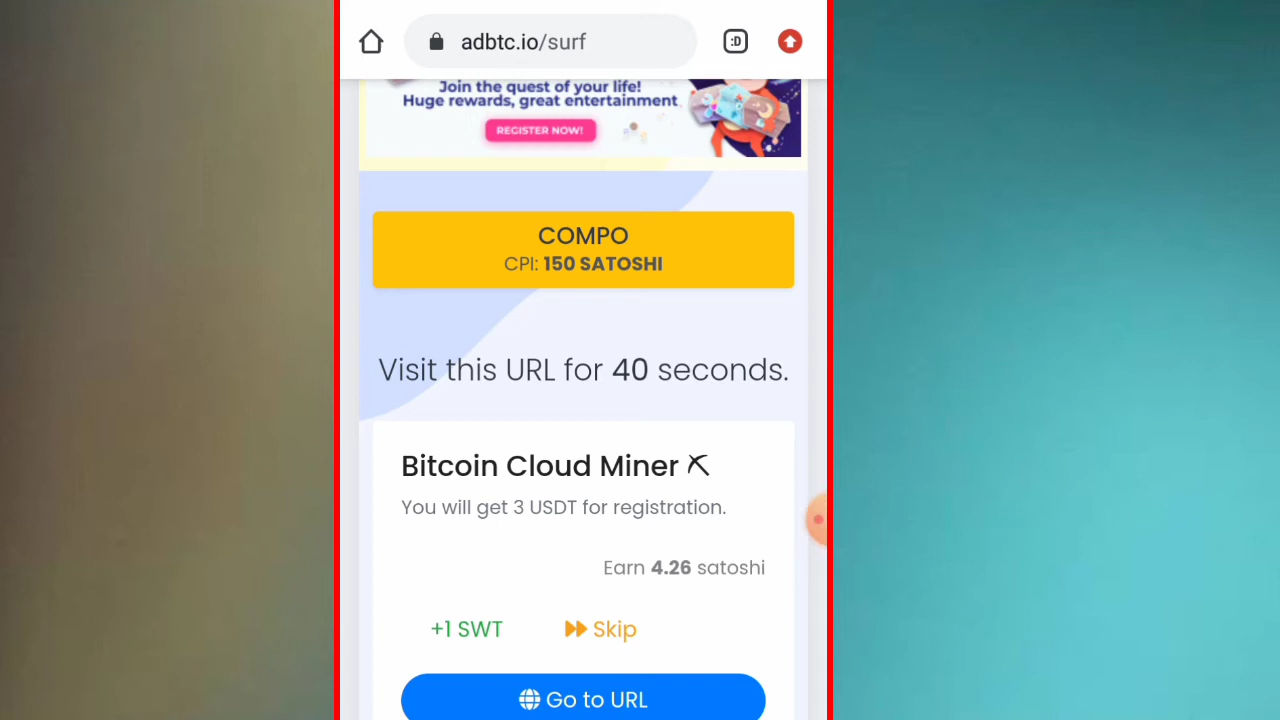 adbtc.io/surf
:D
Join the quest of your life!
Huge rewards, great entertainment
REGISTER NOW!
COMPO
CPI: 150 SATOSHI
Visit this URL for 40 seconds.
Bitcoin Cloud Miner
You will get 3 USDT for registration.
Earn 4.26 satoshi
+1 SWT
Skip
Go to URL